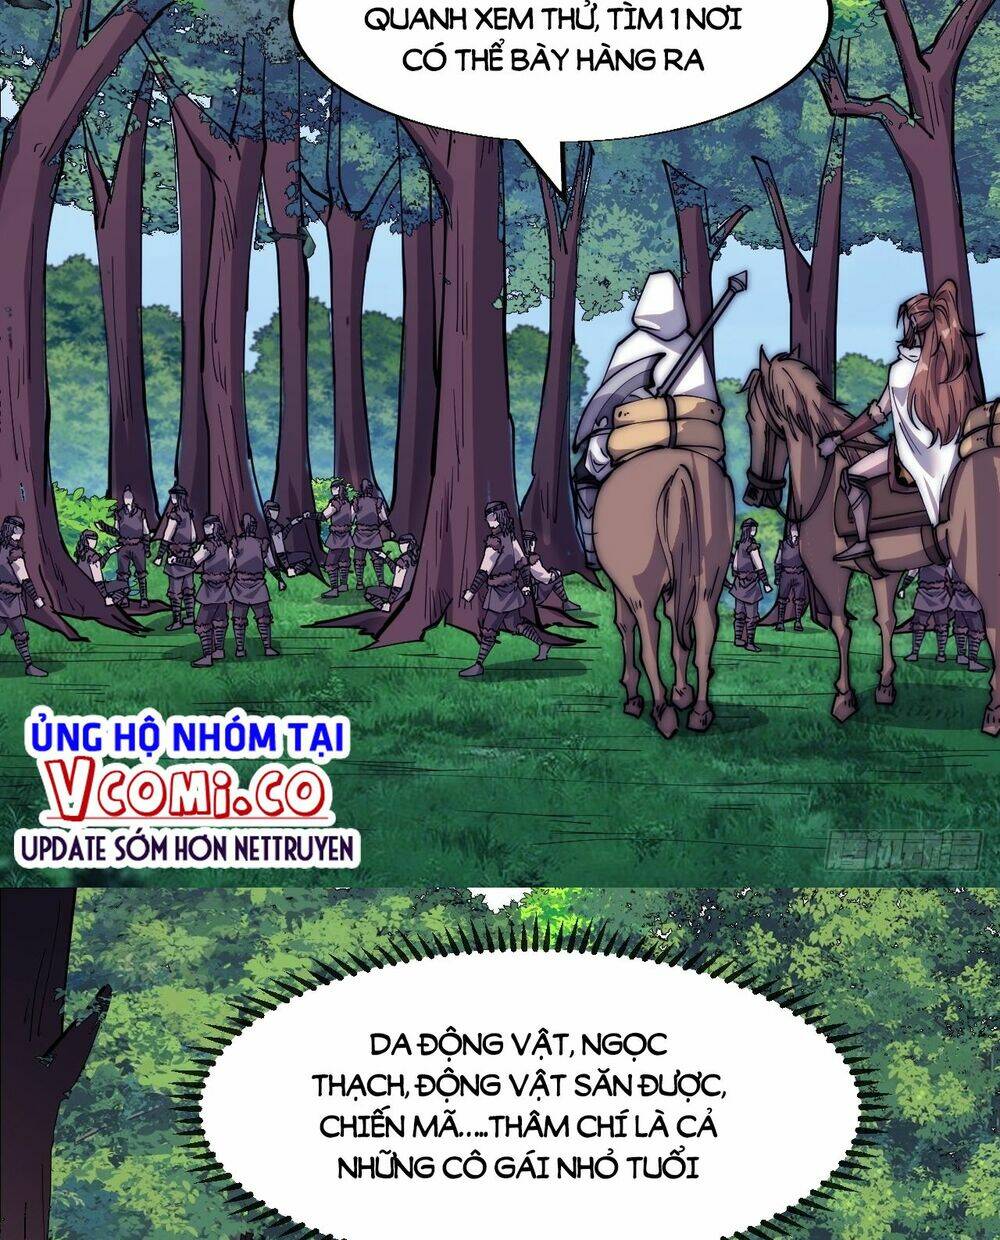 QUANH XEM THỬ, TÌM 1 NƠI
CÓ THỂ BÀY HÀNG RA
ỦNG HỘ NHÓM TẠI
VCOMI.CO
UPDATE SỚM HƠN NETTRUYEN
DA ĐỘNG VẬT, NGỌC
THẠCH, ĐỘNG VẬT SĂN ĐƯỢC,
CHIẾN MÃ.....THẬM CHÍ LÀ CẢ
NHỮNG CÔ GÁI NHỎ TUỔI